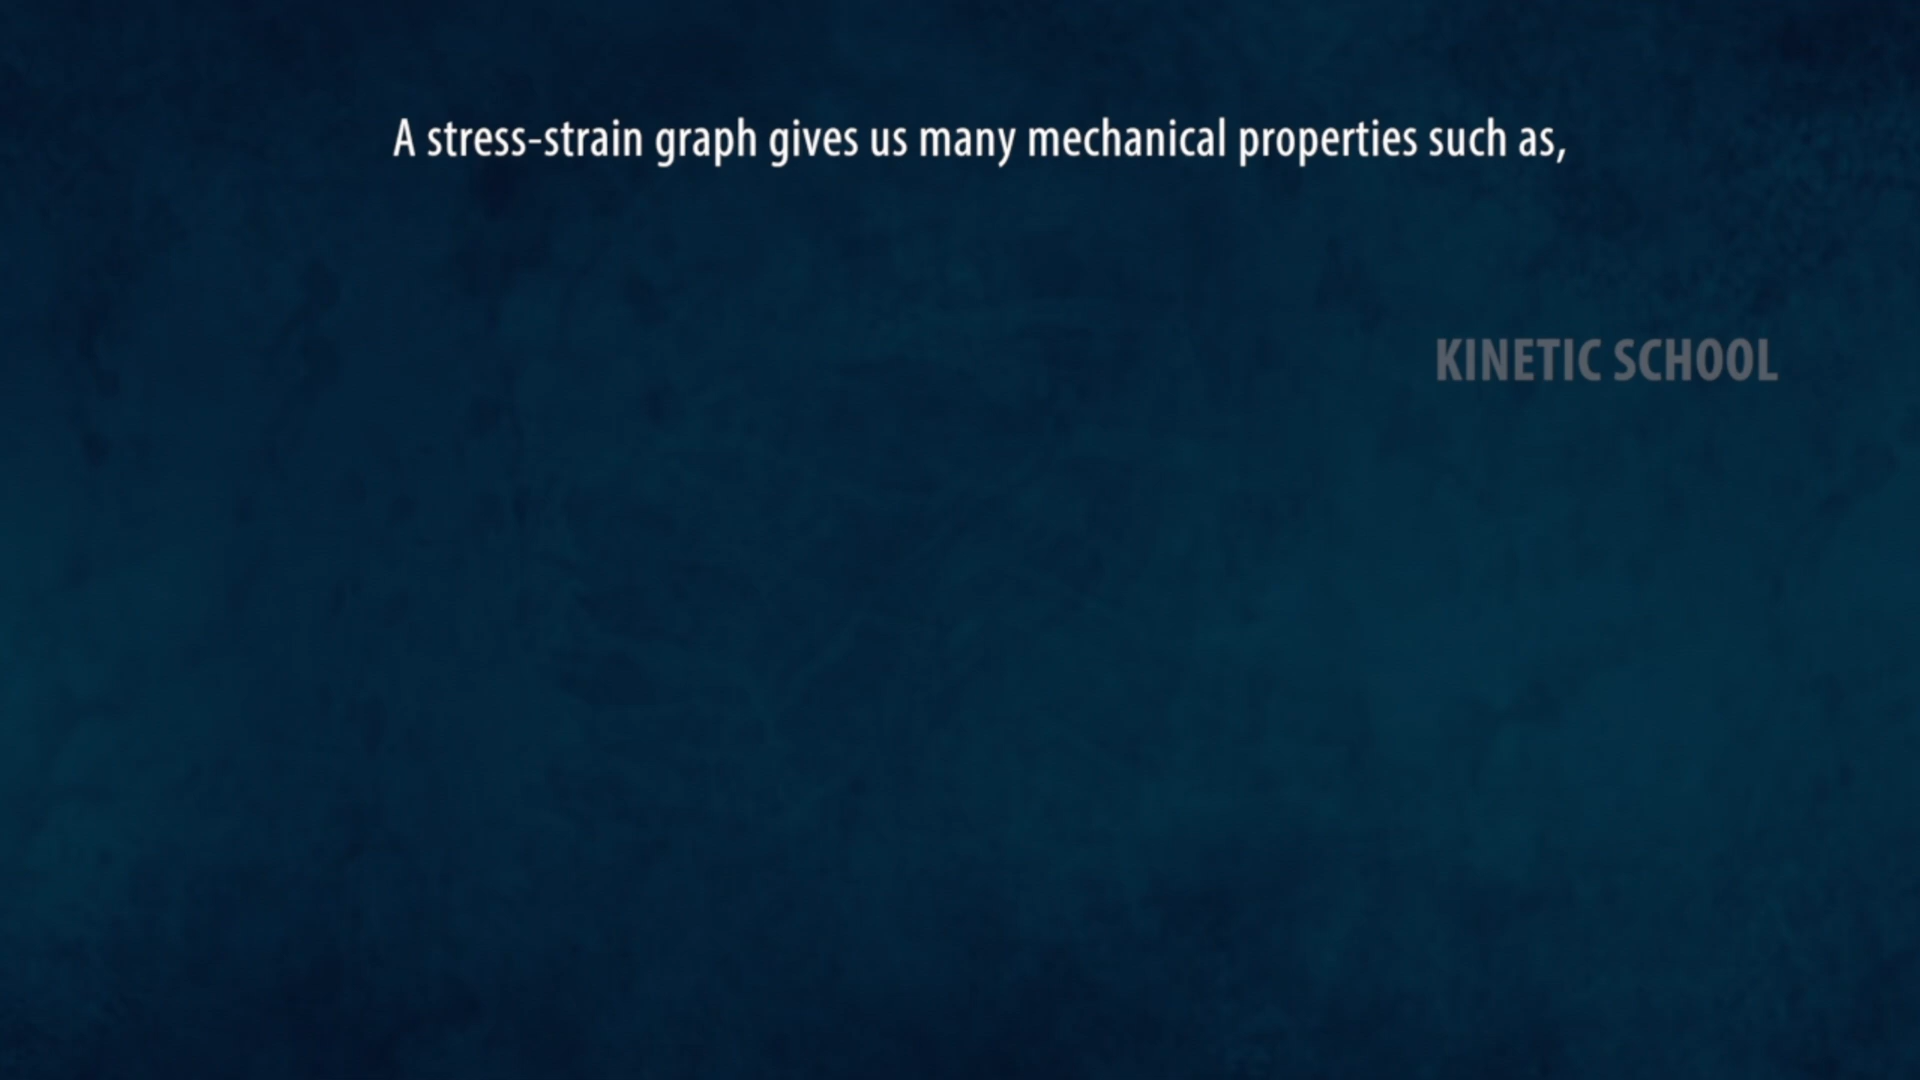 A stress-strain graph gives us many mechanical properties such as,
KINETIC SCHOOL